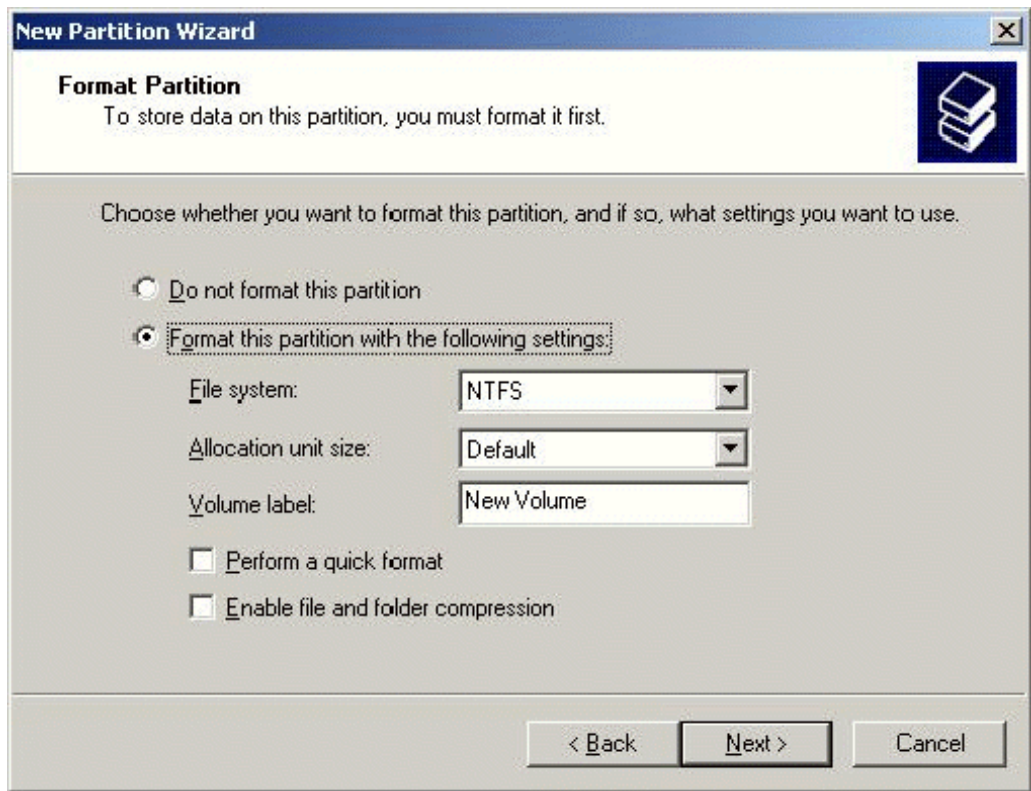 New Partition Wizard
Format Partition
To store data on this partition, you must format it first.
Choose whether you want to format this partition, and if so, what settings you want to use.
Do not format this partition
Format this partition with the following settings:
File system: NTFS
Allocation unit size: Default
Volume label: New Volume
Perform a quick format
Enable file and folder compression
< Back Next > Cancel